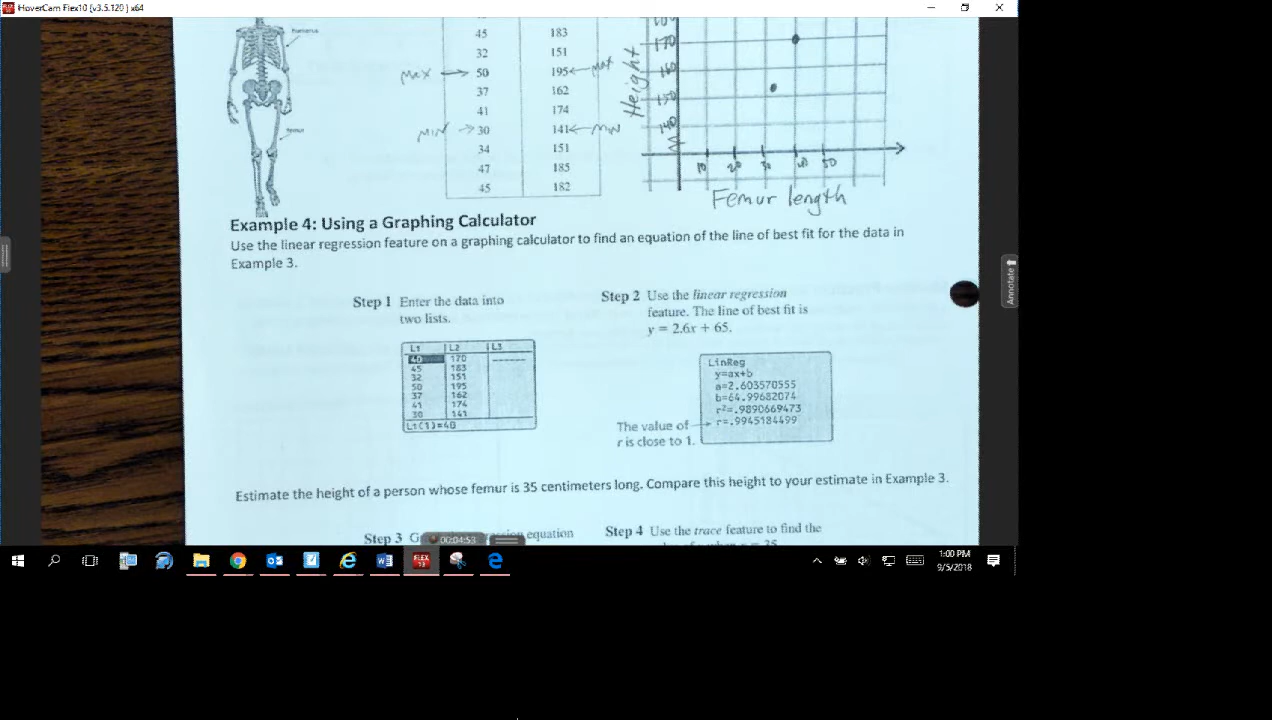 HoverCam Flex10 [v3.5.129 ] x64
humerus
femur
45 183
32 151
max 50 195
37 162
41 174
MIN 30 141 MIN
34 151
47 185
45 182
Height
170
160
150
140
10 20 30 40 50
Femur length
Example 4: Using a Graphing Calculator
Use the linear regression feature on a graphing calculator to find an equation of the line of best fit for the data in
Example 3.
Step 1 Enter the data into
two lists.
L1 L2 L3
40 170 ------
45 183
32 151
50 195
37 162
41 174
30 141
L1(1)=40
Step 2 Use the linear regression
feature. The line of best fit is
y = 2.6x + 65.
LinReg
y=ax+b
a=2.603570555
b=64.99682074
r²=.9890669473
r=.9945184499
The value of
r is close to 1.
Estimate the height of a person whose femur is 35 centimeters long. Compare this height to your estimate in Example 3.
Step 3 equation
Step 4 Use the trace feature to find the
00:04:53
Annotate
FLEX
1:00 PM
9/5/2018